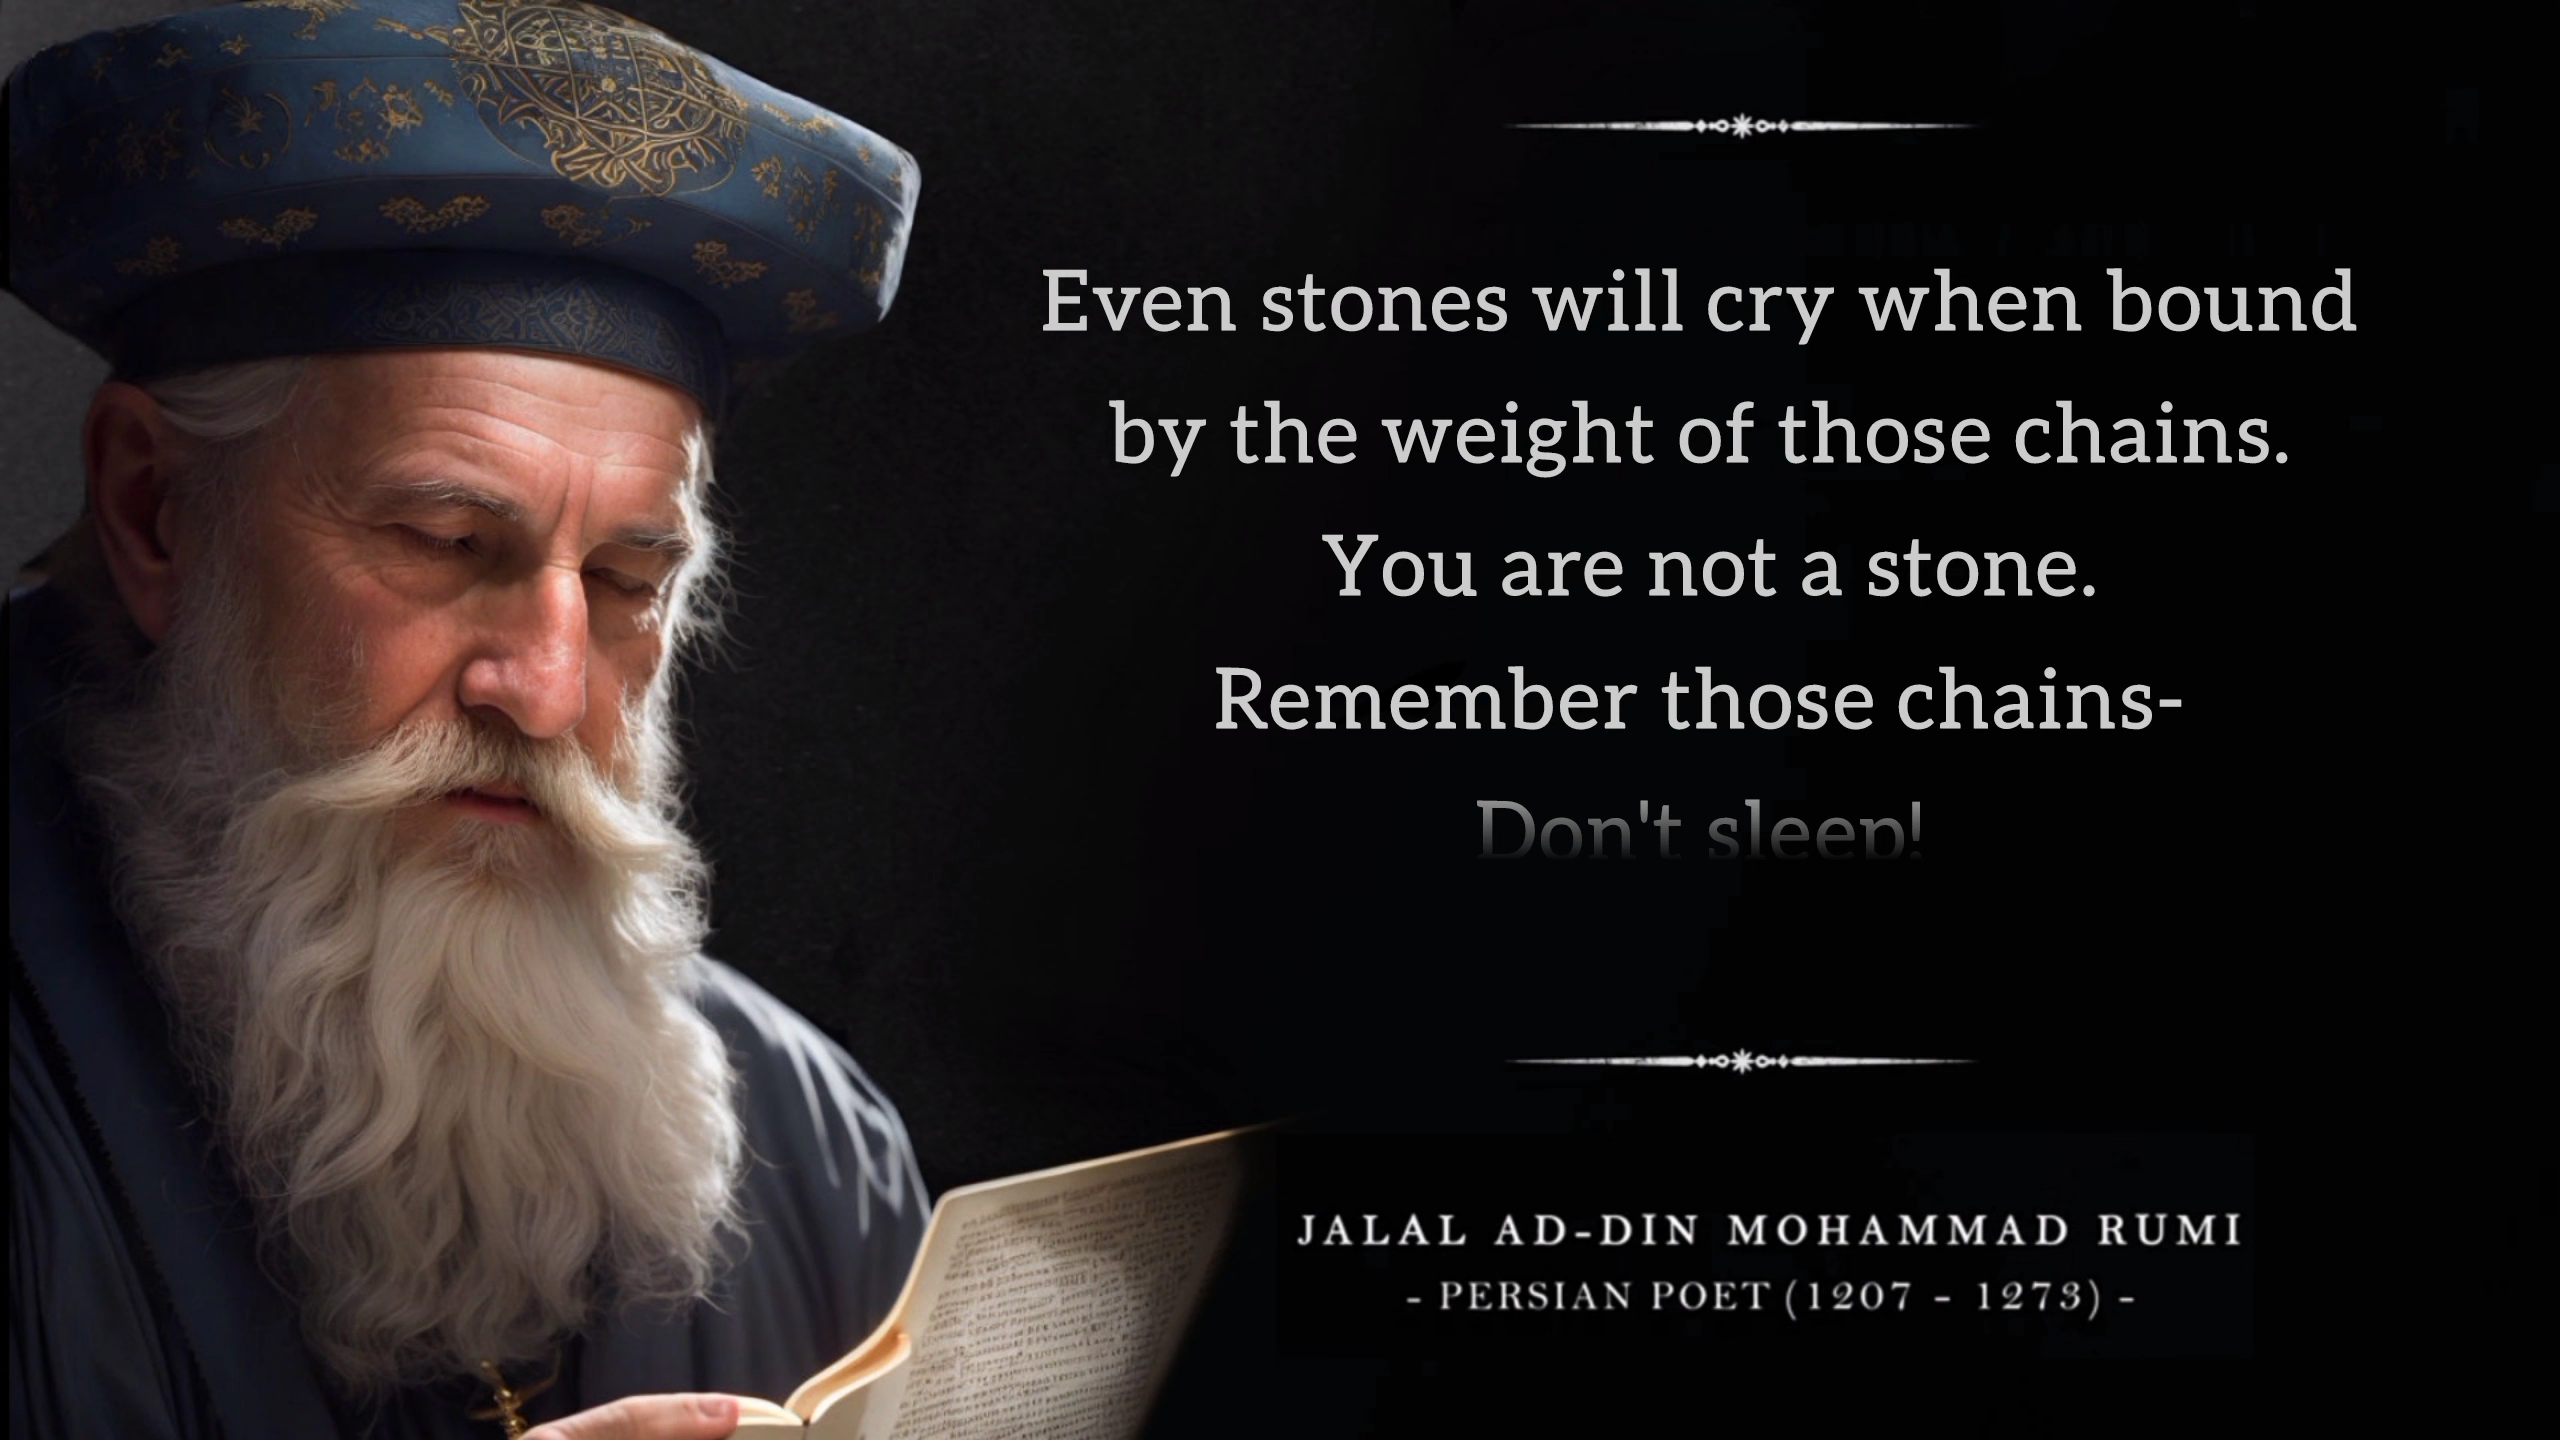 Even stones will cry when bound
by the weight of those chains.
You are not a stone.
Remember those chains-
Don't sleep!
JALAL AD-DIN MOHAMMAD RUMI
- PERSIAN POET (1207 - 1273) -